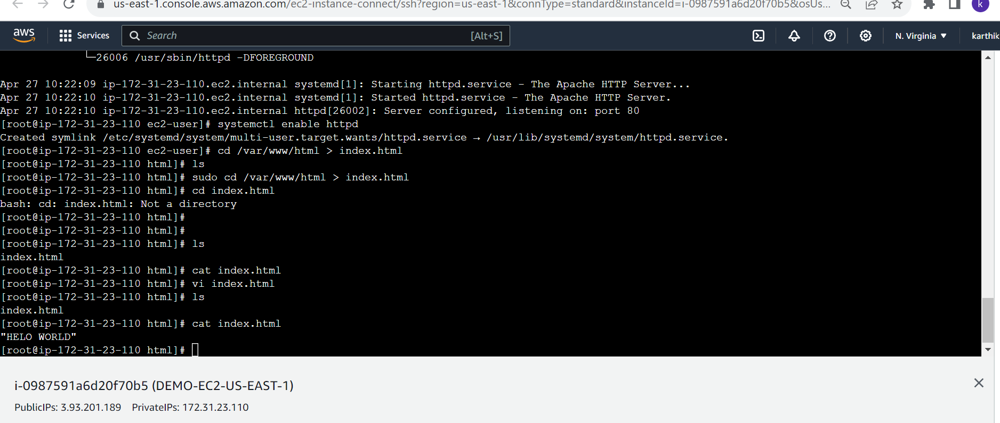 us-east-1.console.aws.amazon.com/ec2-instance-connect/ssh?region=us-east-1&connType=standard&instanceId=i-0987591a6d20f70b5&osUs...
k
aws Services Search [Alt+S] N. Virginia ▼ karthik
└─26006 /usr/sbin/httpd -DFOREGROUND
Apr 27 10:22:09 ip-172-31-23-110.ec2.internal systemd[1]: Starting httpd.service - The Apache HTTP Server...
Apr 27 10:22:10 ip-172-31-23-110.ec2.internal systemd[1]: Started httpd.service - The Apache HTTP Server.
Apr 27 10:22:10 ip-172-31-23-110.ec2.internal httpd[26002]: Server configured, listening on: port 80
[root@ip-172-31-23-110 ec2-user]# systemctl enable httpd
Created symlink /etc/systemd/system/multi-user.target.wants/httpd.service → /usr/lib/systemd/system/httpd.service.
[root@ip-172-31-23-110 ec2-user]# cd /var/www/html > index.html
[root@ip-172-31-23-110 html]# ls
[root@ip-172-31-23-110 html]# sudo cd /var/www/html > index.html
[root@ip-172-31-23-110 html]# cd index.html
bash: cd: index.html: Not a directory
[root@ip-172-31-23-110 html]#
[root@ip-172-31-23-110 html]#
[root@ip-172-31-23-110 html]# ls
index.html
[root@ip-172-31-23-110 html]# cat index.html
[root@ip-172-31-23-110 html]# vi index.html
[root@ip-172-31-23-110 html]# ls
index.html
[root@ip-172-31-23-110 html]# cat index.html
"HELO WORLD"
[root@ip-172-31-23-110 html]#
i-0987591a6d20f70b5 (DEMO-EC2-US-EAST-1)
PublicIPs: 3.93.201.189 PrivateIPs: 172.31.23.110